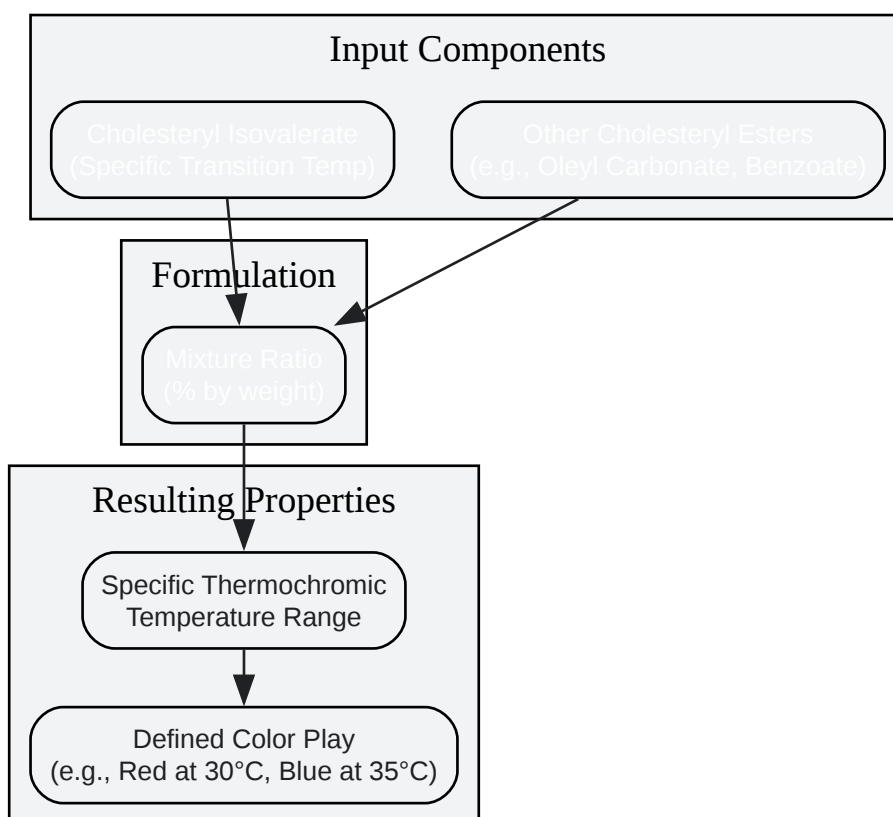 Input Components
Cholesteryl Isovalerate
(Specific Transition Temp)
Other Cholesteryl Esters
(e.g., Oleyl Carbonate, Benzoate)
Formulation
Mixture Ratio
(% by weight)
Resulting Properties
Specific Thermochromic
Temperature Range
Defined Color Play
(e.g., Red at 30°C, Blue at 35°C)